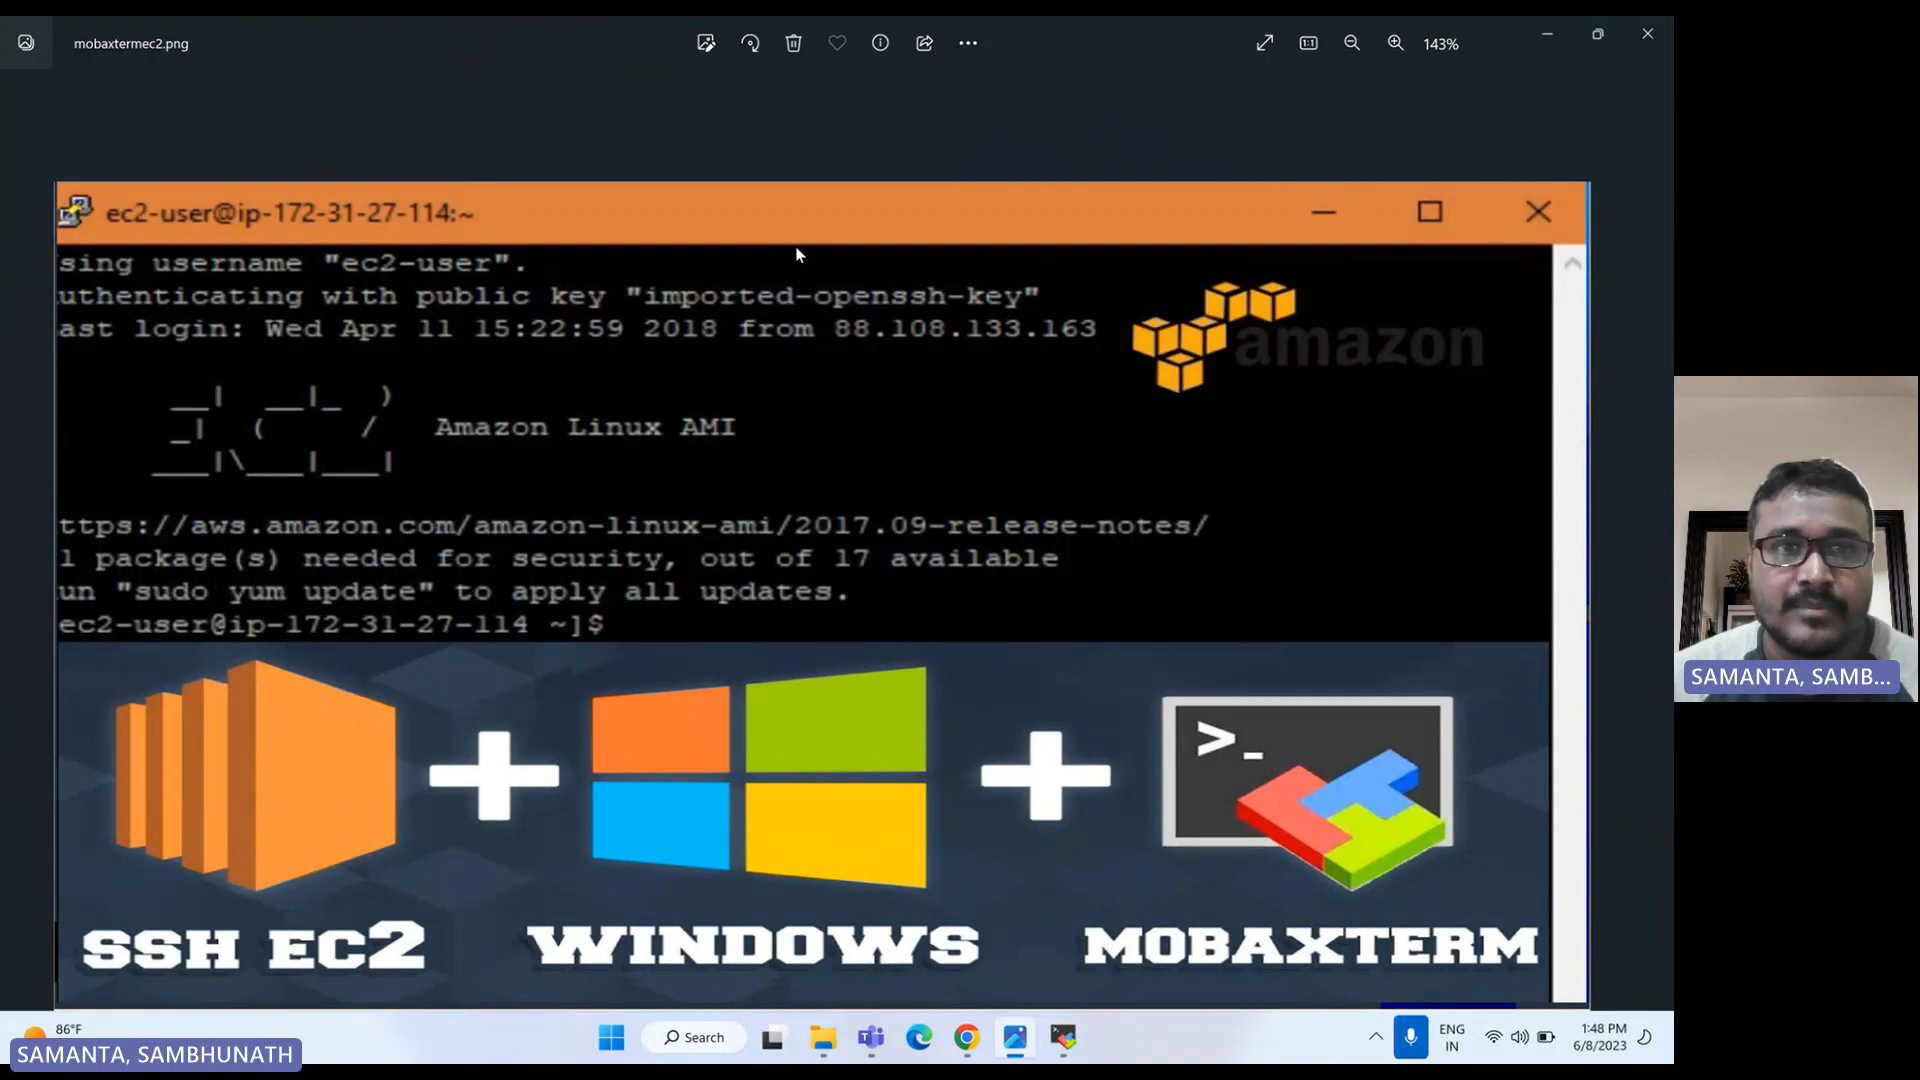 mobaxtermec2.png
143%
ec2-user@ip-172-31-27-114:~
sing username "ec2-user".
uthenticating with public key "imported-openssh-key"
ast login: Wed Apr 11 15:22:59 2018 from 88.108.133.163
amazon
Amazon Linux AMI
ttps://aws.amazon.com/amazon-linux-ami/2017.09-release-notes/
1 package(s) needed for security, out of 17 available
un "sudo yum update" to apply all updates.
ec2-user@ip-172-31-27-114 ~]$
>_
SSH EC2
WINDOWS
MOBAXTERM
SAMANTA, SAMB...
86°F
SAMANTA, SAMBHUNATH
Search
ENG
IN
1:48 PM
6/8/2023